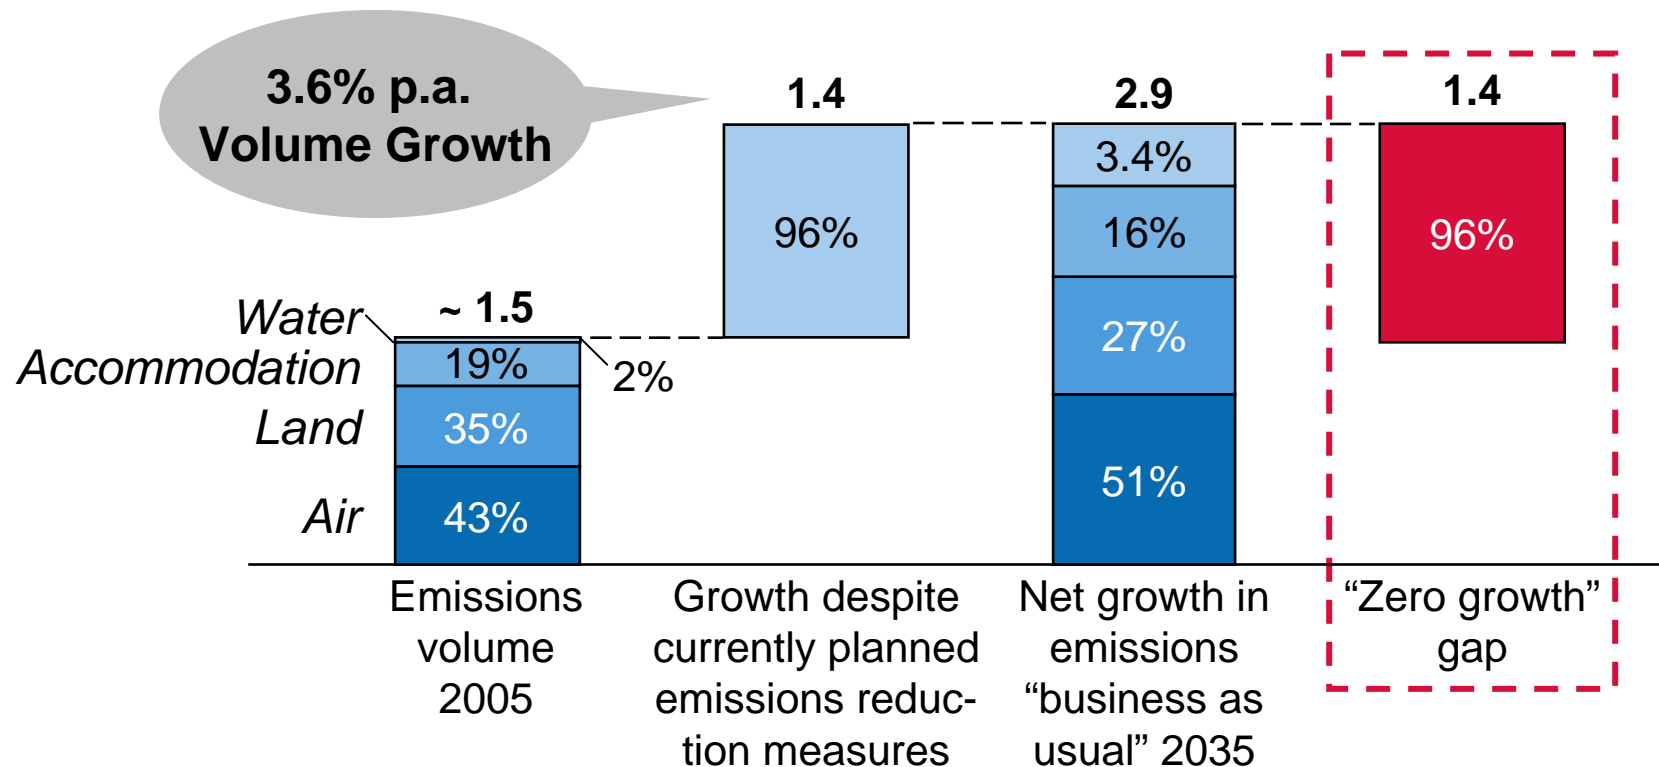 3.6% p.a.
Volume Growth
1.4
2.9
1.4
3.4%
96%
16%
96%
~ 1.5
Water
19%
2%
Accommodation
27%
Land
35%
51%
Air
43%
Emissions
volume
2005
Growth despite
currently planned
emissions reduc-
tion measures
Net growth in
emissions
“business as
usual” 2035
“Zero growth”
gap